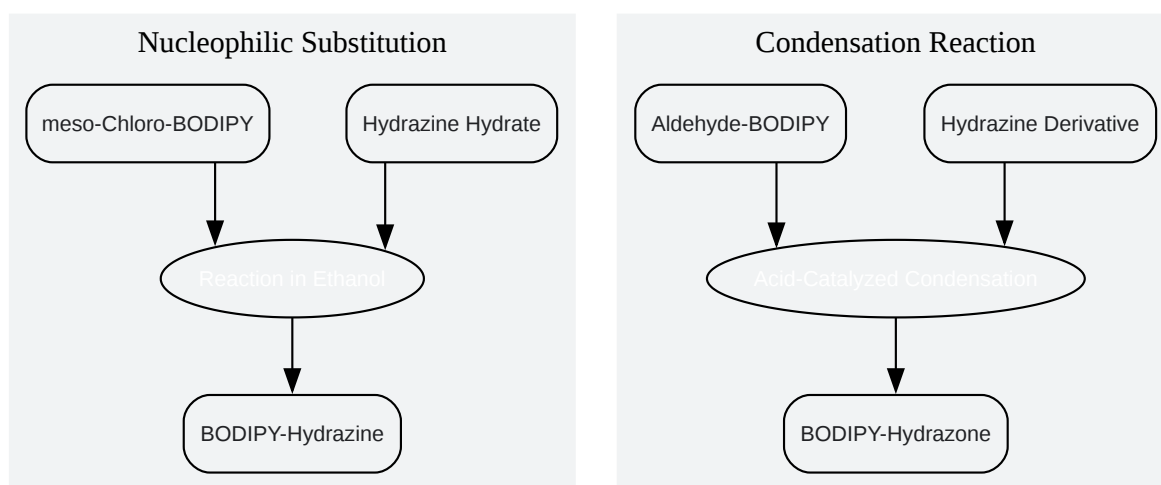 Nucleophilic Substitution
meso-Chloro-BODIPY
Hydrazine Hydrate
Reaction in Ethanol
BODIPY-Hydrazine
Condensation Reaction
Aldehyde-BODIPY
Hydrazine Derivative
Acid-Catalyzed Condensation
BODIPY-Hydrazone